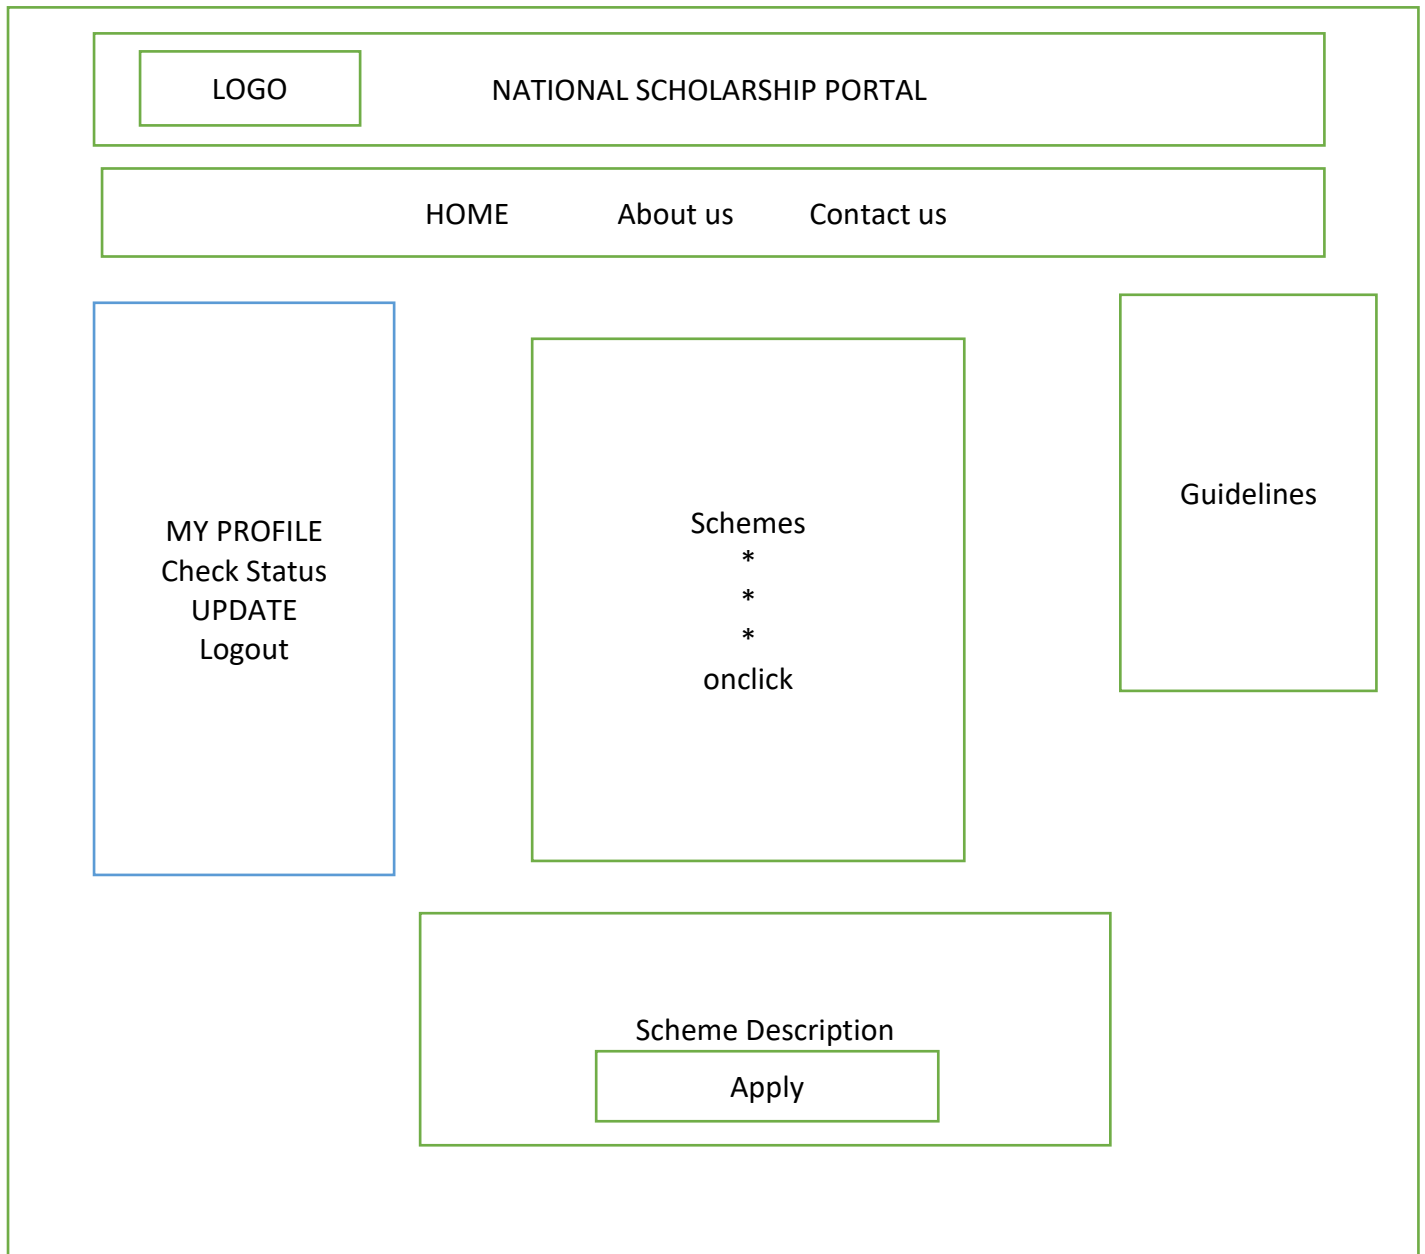 LOGO
NATIONAL SCHOLARSHIP PORTAL
HOME About us Contact us
MY PROFILE
Check Status
UPDATE
Logout
Schemes
*
*
*
onclick
Guidelines
Scheme Description
Apply